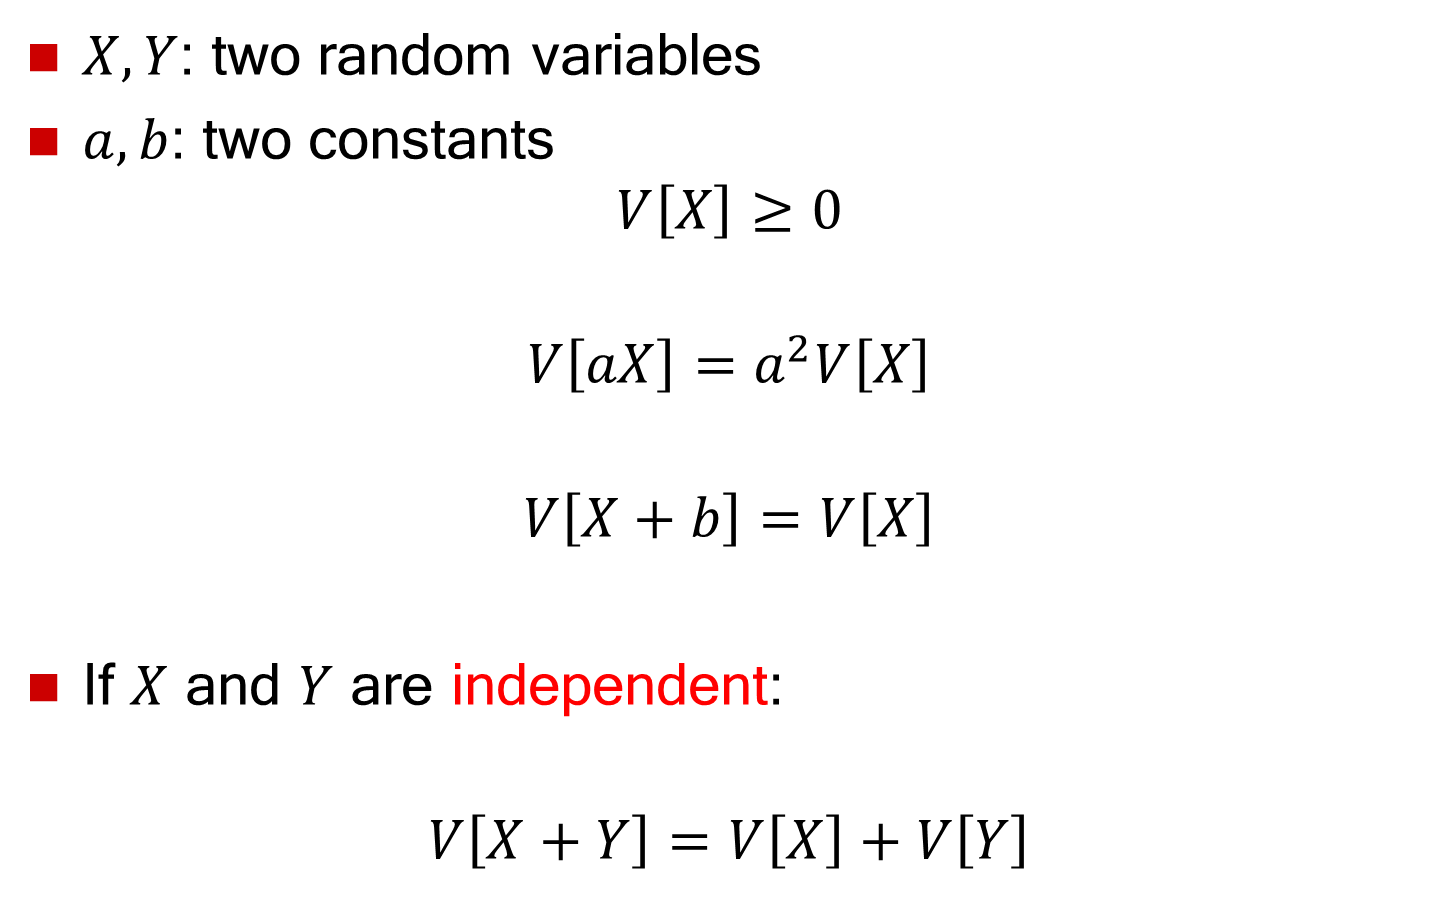 ■ X, Y: two random variables
■ a, b: two constants
V[X] ≥ 0
V[aX] = a²V[X]
V[X + b] = V[X]
■ If X and Y are independent:
V[X + Y] = V[X] + V[Y]